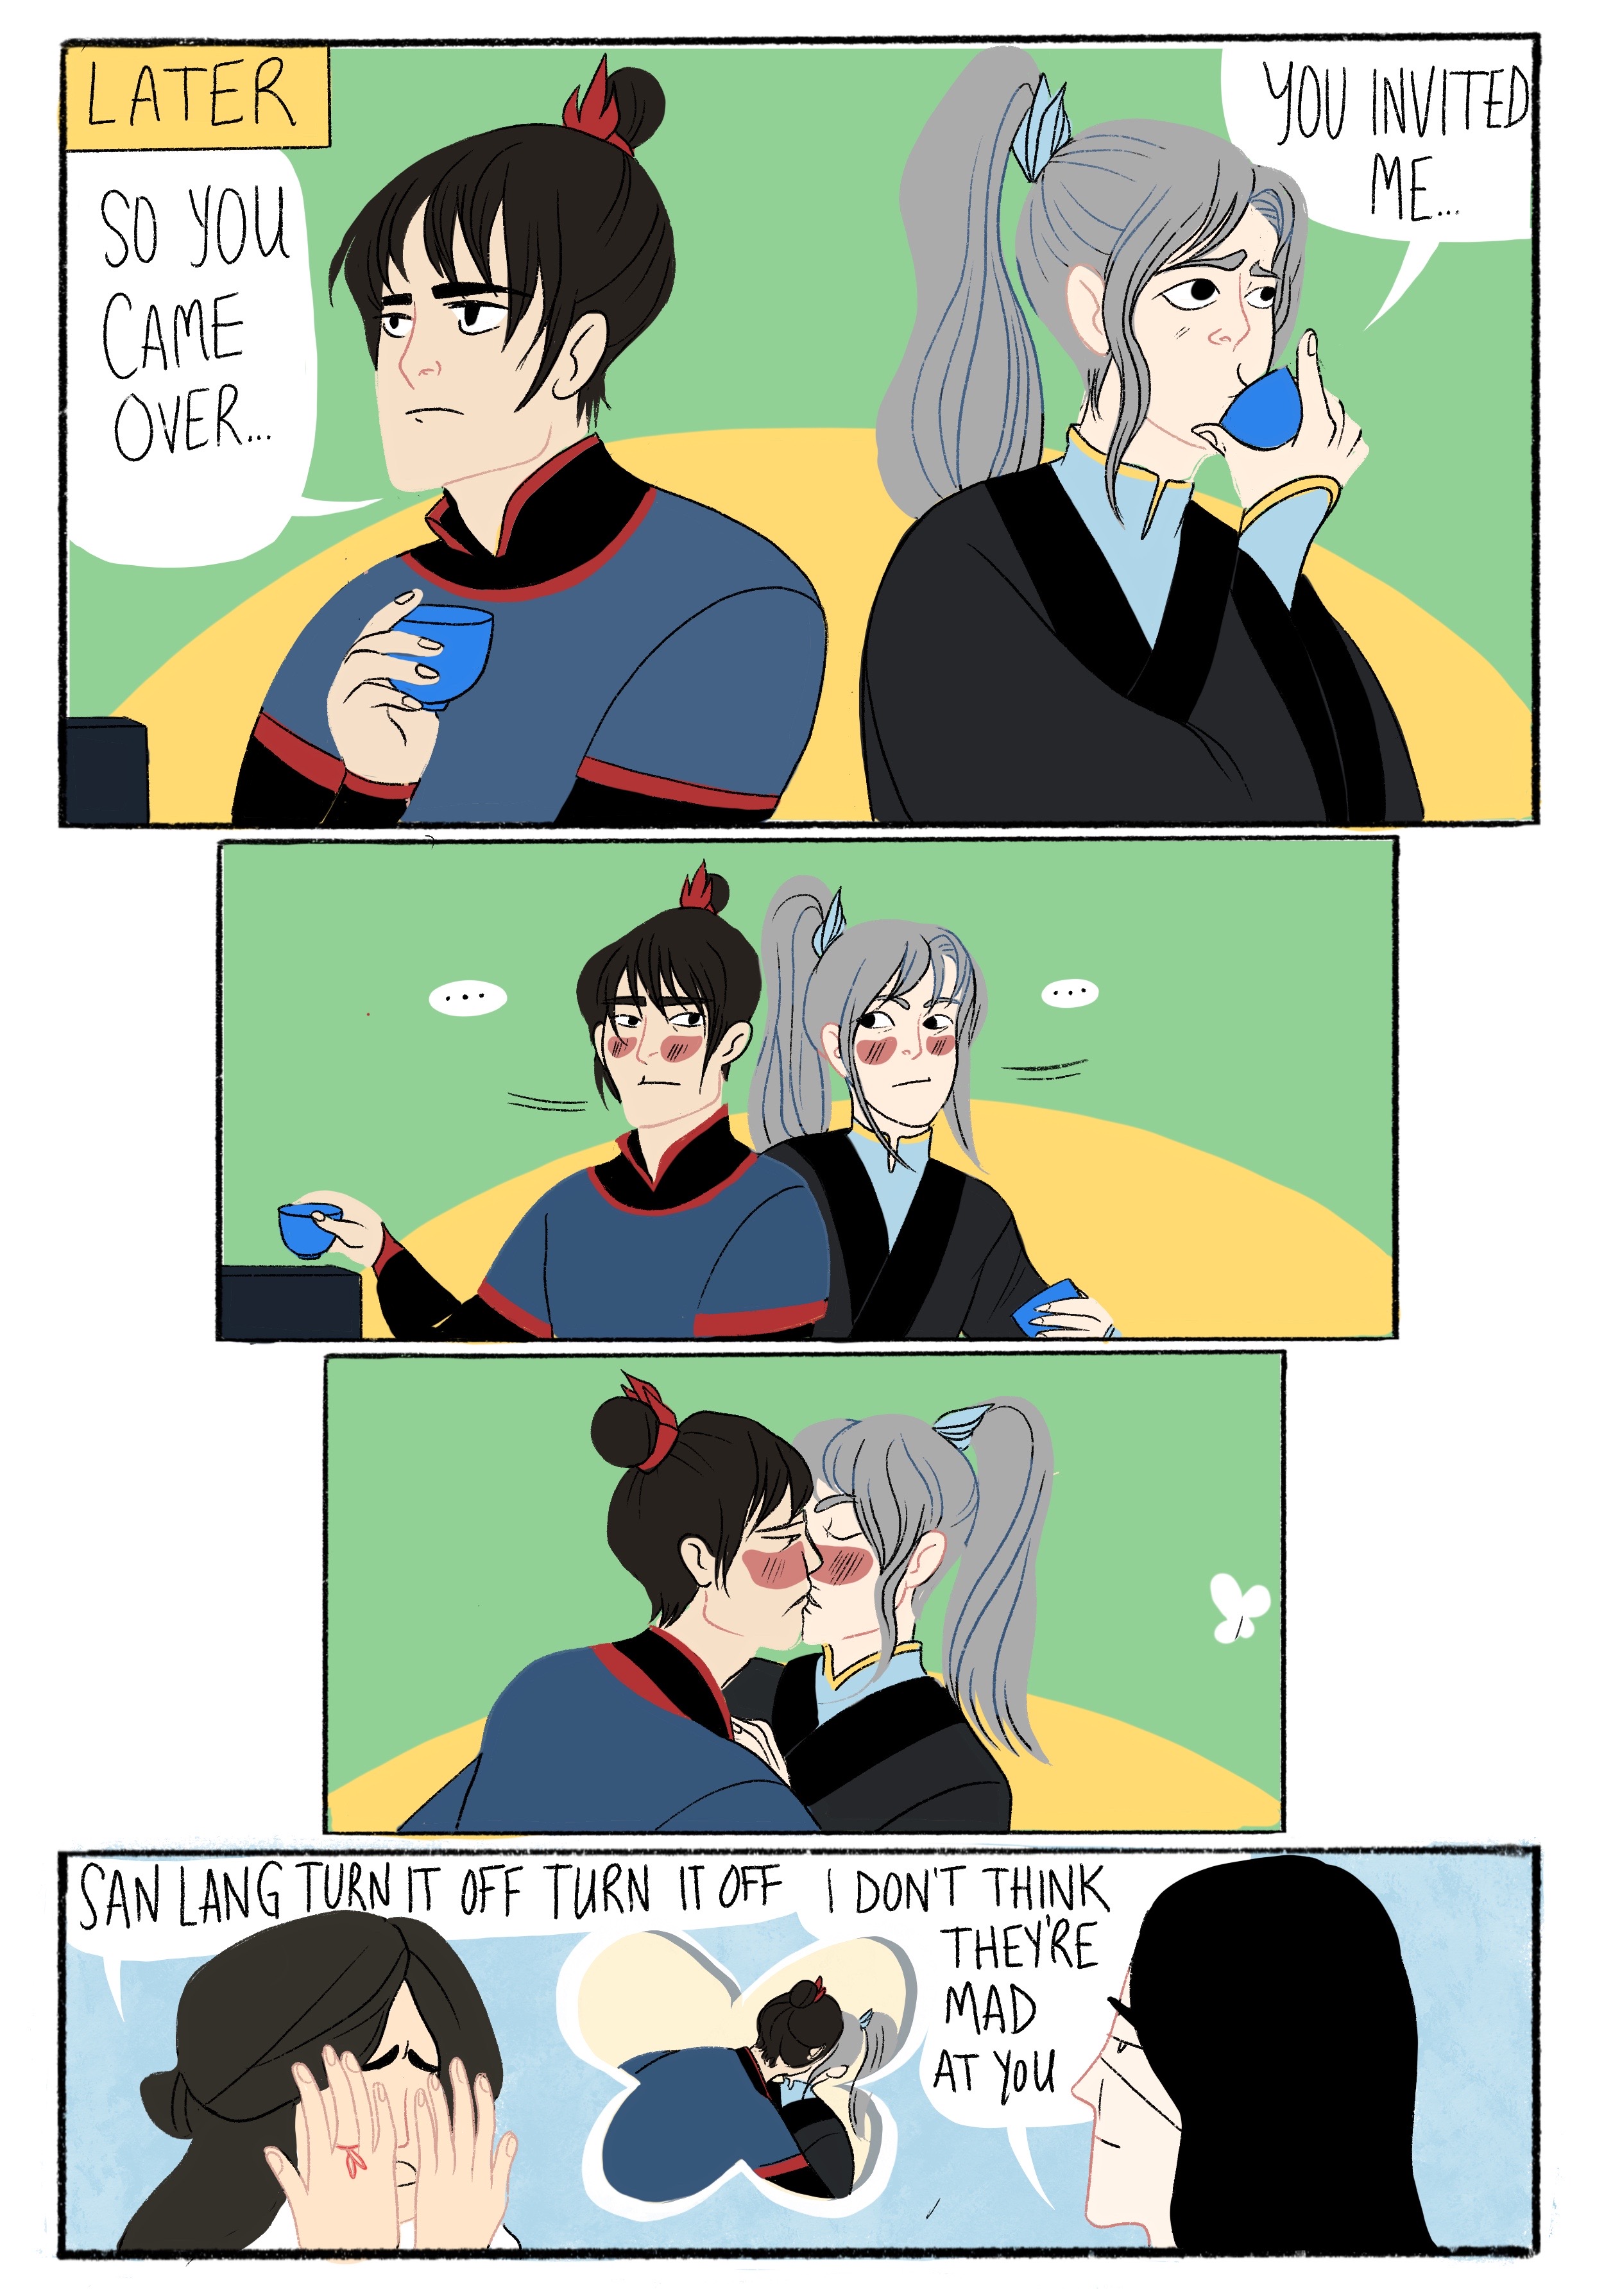 LATER
SO YOU
CAME
OVER...
YOU INVITED
ME...
...
...
SAN LANG TURN IT OFF TURN IT OFF
I DON'T THINK
THEY'RE
MAD
AT YOU